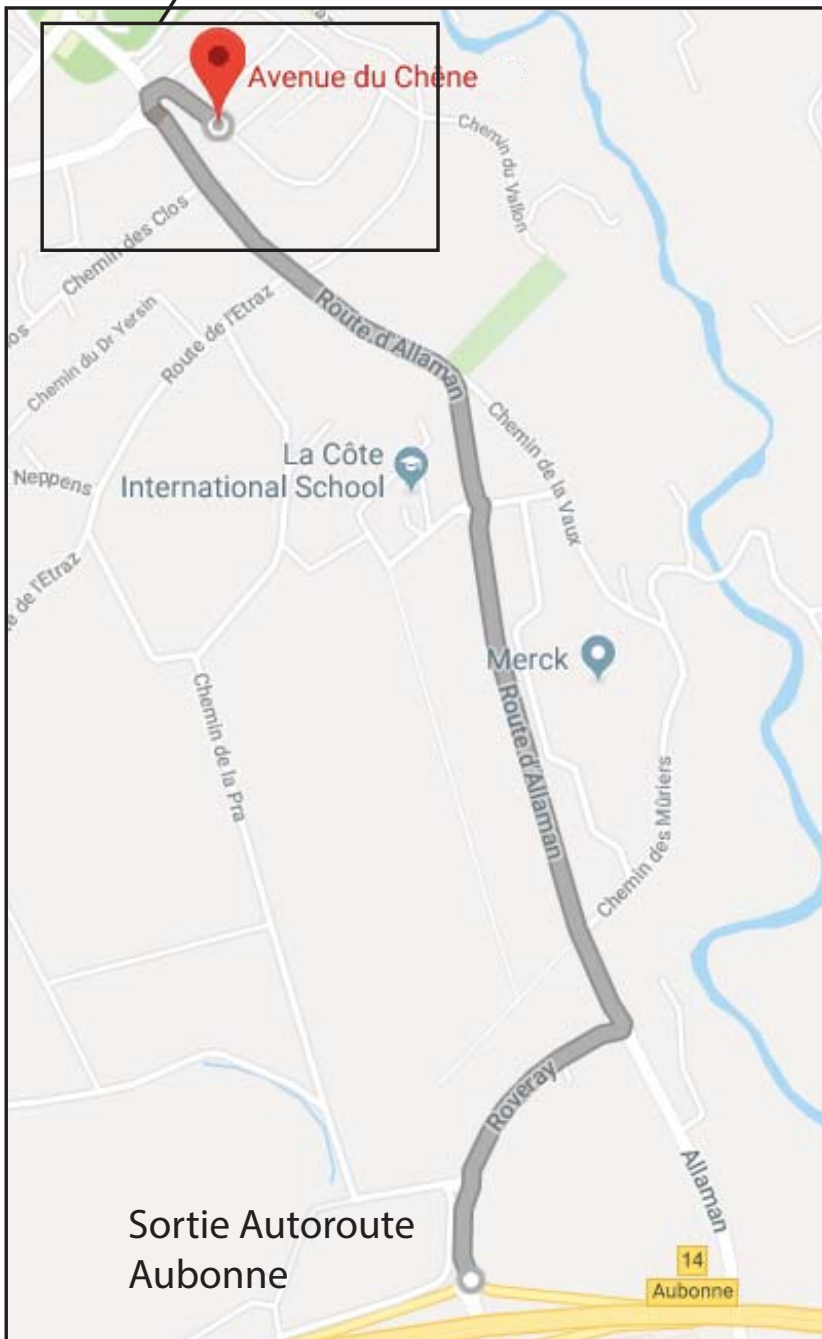 Avenue du Chêne
Chemin du Vallon
Chemin des Clos
Route d'Allaman
Route de l'Etraz
Chemin du Dr Yersin
Chemin de la Vaux
La Côte
International School
Neppens
de l'Etraz
Merck
Route d'Allaman
Chemin de la Pra
Chemin des Mûriers
Roveray
Allaman
Sortie Autoroute
Aubonne
14
Aubonne